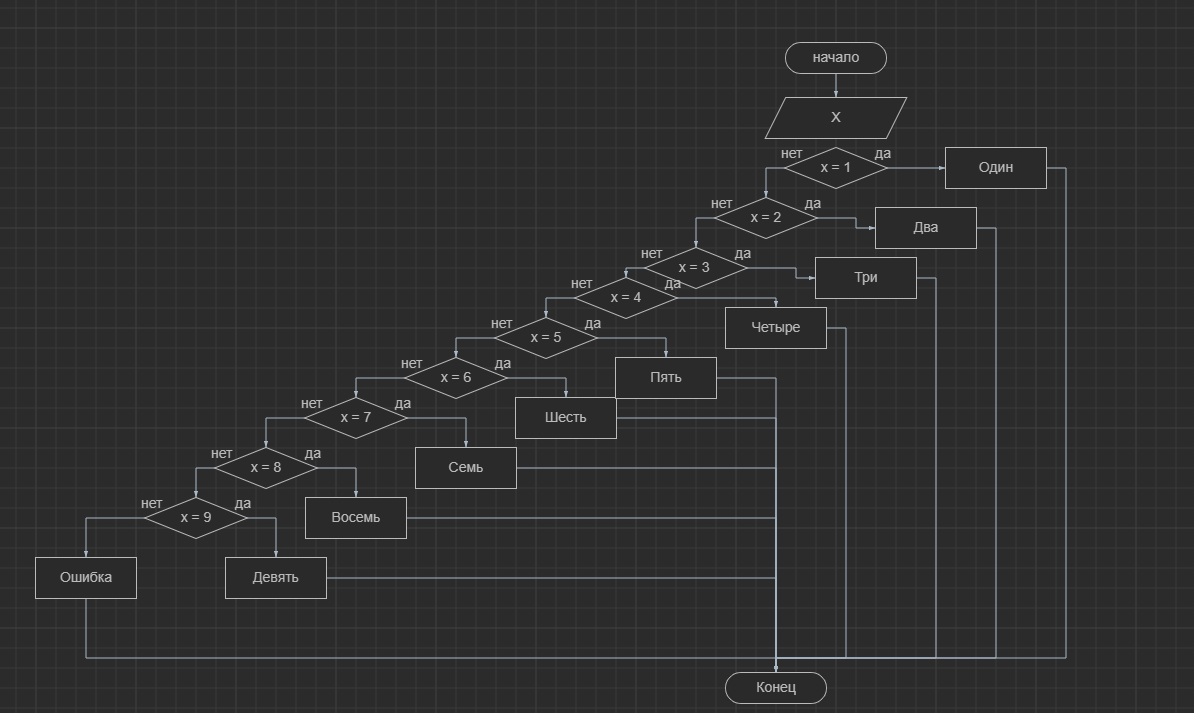 начало
X
нет
да
x = 1
Один
нет
да
x = 2
Два
нет
да
x = 3
Три
нет
да
x = 4
Четыре
нет
да
x = 5
Пять
нет
да
x = 6
Шесть
нет
да
x = 7
Семь
нет
да
x = 8
Восемь
нет
да
x = 9
Ошибка
Девять
Конец